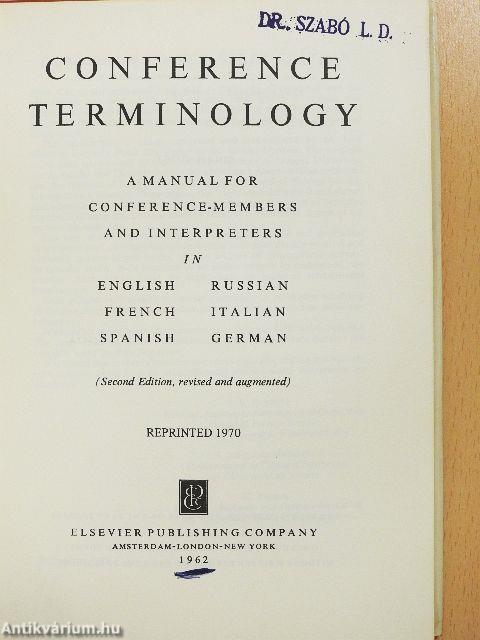 DR. SZABÓ L. D.
CONFERENCE
TERMINOLOGY
A MANUAL FOR
CONFERENCE-MEMBERS
AND INTERPRETERS
IN
ENGLISH RUSSIAN
FRENCH ITALIAN
SPANISH GERMAN
(Second Edition, revised and augmented)
REPRINTED 1970
ELSEVIER PUBLISHING COMPANY
AMSTERDAM-LONDON-NEW YORK
1962
Antikvárium.hu